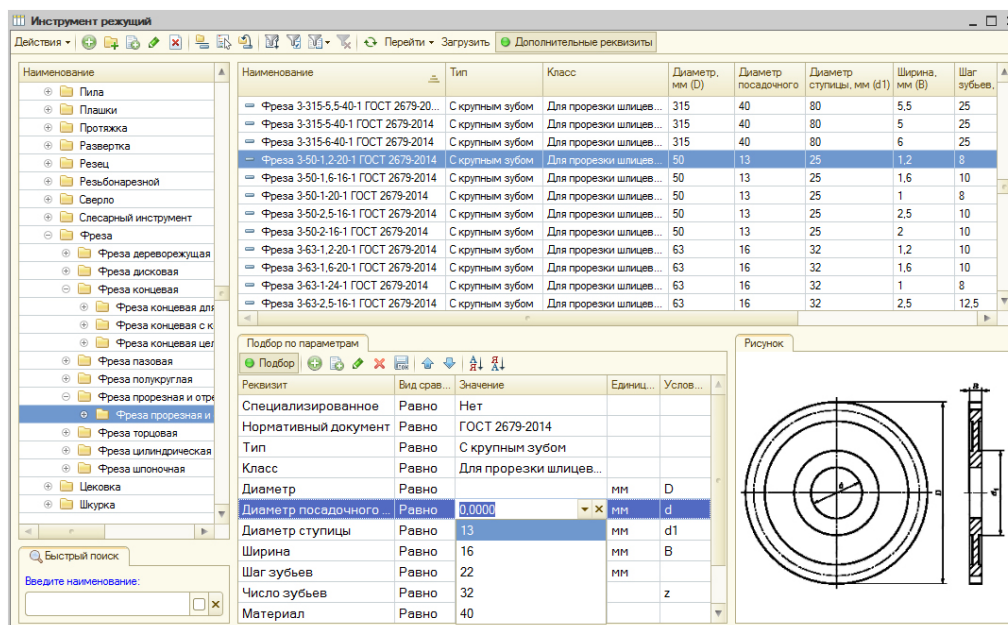 Инструмент режущий
Действия Перейти Загрузить Дополнительные реквизиты
Наименование
Пила
Плашки
Протяжка
Развертка
Резец
Резьбонарезной
Сверло
Слесарный инструмент
Фреза
Фреза дереворежущая
Фреза дисковая
Фреза концевая
Фреза концевая для
Фреза концевая с к
Фреза концевая цел
Фреза пазовая
Фреза полукруглая
Фреза прорезная и отре
Фреза прорезная и
Фреза торцовая
Фреза цилиндрическая
Фреза шпоночная
Цековка
Шкурка
Быстрый поиск
Введите наименование:
Наименование Тип Класс Диаметр, мм (D) Диаметр посадочного Диаметр ступицы, мм (d1) Ширина, мм (B) Шаг зубьев,
Фреза 3-315-5,5-40-1 ГОСТ 2679-20... С крупным зубом Для прорезки шлицев... 315 40 80 5,5 25
Фреза 3-315-5-40-1 ГОСТ 2679-2014 С крупным зубом Для прорезки шлицев... 315 40 80 5 25
Фреза 3-315-6-40-1 ГОСТ 2679-2014 С крупным зубом Для прорезки шлицев... 315 40 80 6 25
Фреза 3-50-1,2-20-1 ГОСТ 2679-2014 С крупным зубом Для прорезки шлицев... 50 13 25 1,2 8
Фреза 3-50-1,6-16-1 ГОСТ 2679-2014 С крупным зубом Для прорезки шлицев... 50 13 25 1,6 10
Фреза 3-50-1-20-1 ГОСТ 2679-2014 С крупным зубом Для прорезки шлицев... 50 13 25 1 8
Фреза 3-50-2,5-16-1 ГОСТ 2679-2014 С крупным зубом Для прорезки шлицев... 50 13 25 2,5 10
Фреза 3-50-2-16-1 ГОСТ 2679-2014 С крупным зубом Для прорезки шлицев... 50 13 25 2 10
Фреза 3-63-1,2-20-1 ГОСТ 2679-2014 С крупным зубом Для прорезки шлицев... 63 16 32 1,2 10
Фреза 3-63-1,6-20-1 ГОСТ 2679-2014 С крупным зубом Для прорезки шлицев... 63 16 32 1,6 10
Фреза 3-63-1-24-1 ГОСТ 2679-2014 С крупным зубом Для прорезки шлицев... 63 16 32 1 8
Фреза 3-63-2,5-16-1 ГОСТ 2679-2014 С крупным зубом Для прорезки шлицев... 63 16 32 2,5 12,5
Подбор по параметрам
Подбор
Реквизит Вид срав... Значение Единиц... Услов...
Специализированное Равно Нет
Нормативный документ Равно ГОСТ 2679-2014
Тип Равно С крупным зубом
Класс Равно Для прорезки шлицев...
Диаметр Равно мм D
Диаметр посадочного ... Равно 0,0000 мм d
Диаметр ступицы Равно 13 мм d1
Ширина Равно 16 мм B
Шаг зубьев Равно 22 мм
Число зубьев Равно 32 z
Материал Равно 40
Рисунок
B
d
D
d₁